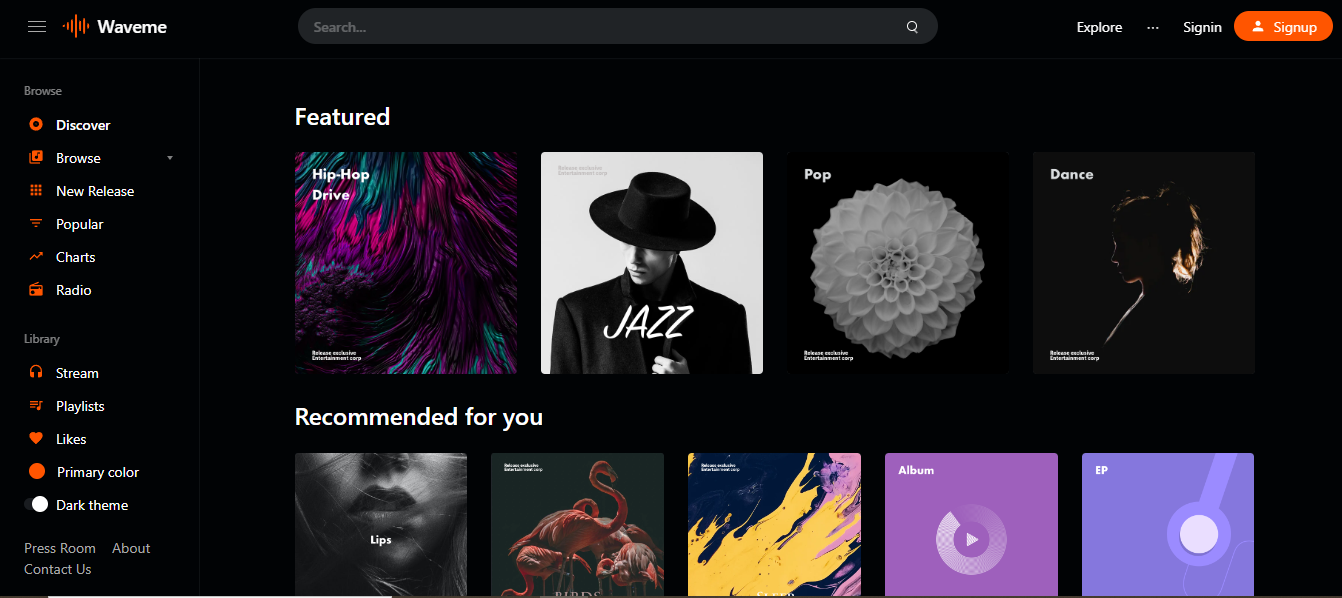 Waveme
Search...
Explore
Signin
Signup
Browse
Discover
Browse
New Release
Popular
Charts
Radio
Library
Stream
Playlists
Likes
Primary color
Dark theme
Press Room About
Contact Us
Featured
Hip-Hop
Drive
Release exclusive
Entertainment corp
Release exclusive
Entertainment corp
JAZZ
Pop
Release exclusive
Entertainment corp
Dance
Release exclusive
Entertainment corp
Recommended for you
Lips
Release exclusive
Entertainment corp
BIRDS
Release exclusive
Entertainment corp
Album
EP